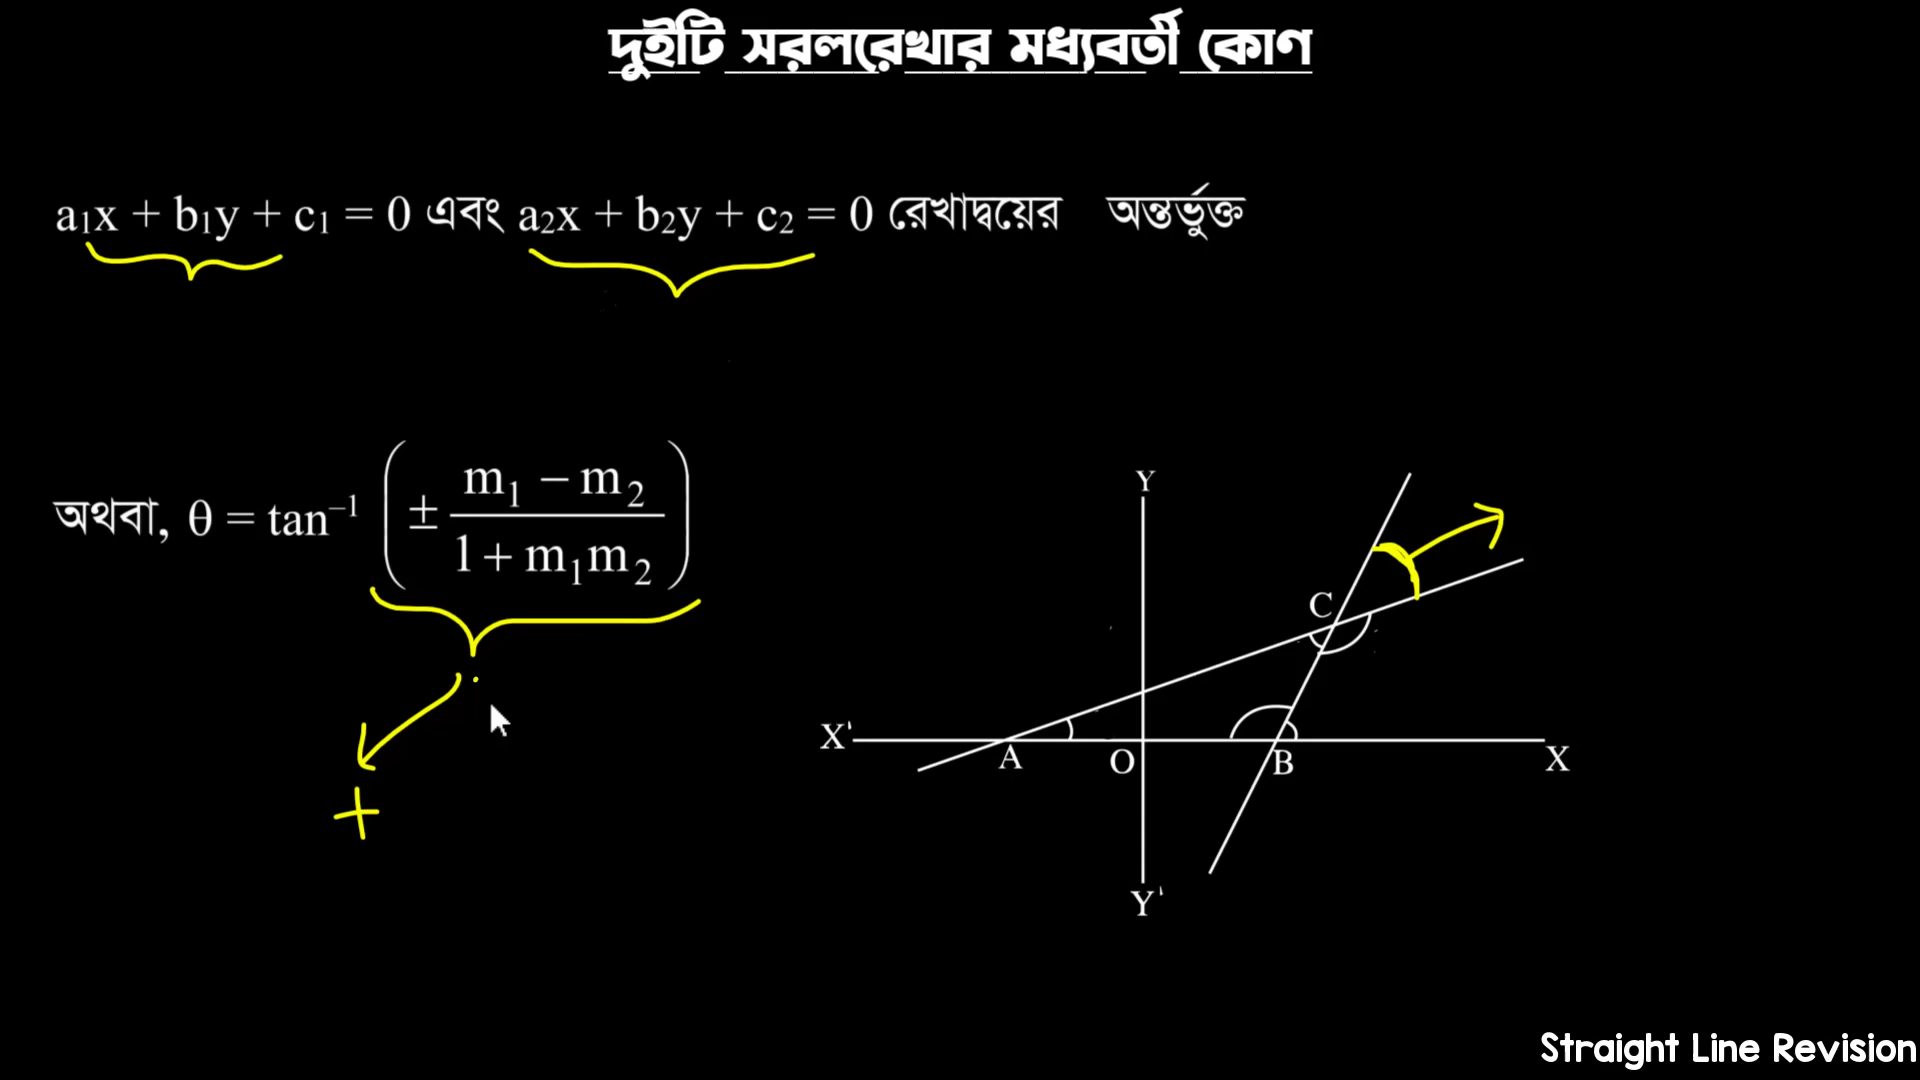 দুইটি সরলরেখার মধ্যবর্তী কোণ
a₁x + b₁y + c₁ = 0 এবং a₂x + b₂y + c₂ = 0 রেখাদ্বয়ের অন্তর্ভুক্ত
অথবা, θ = tan⁻¹ (± (m₁ − m₂)/(1 + m₁m₂))
+
Y
C
X'
A
O
B
X
Y'
Straight Line Revision